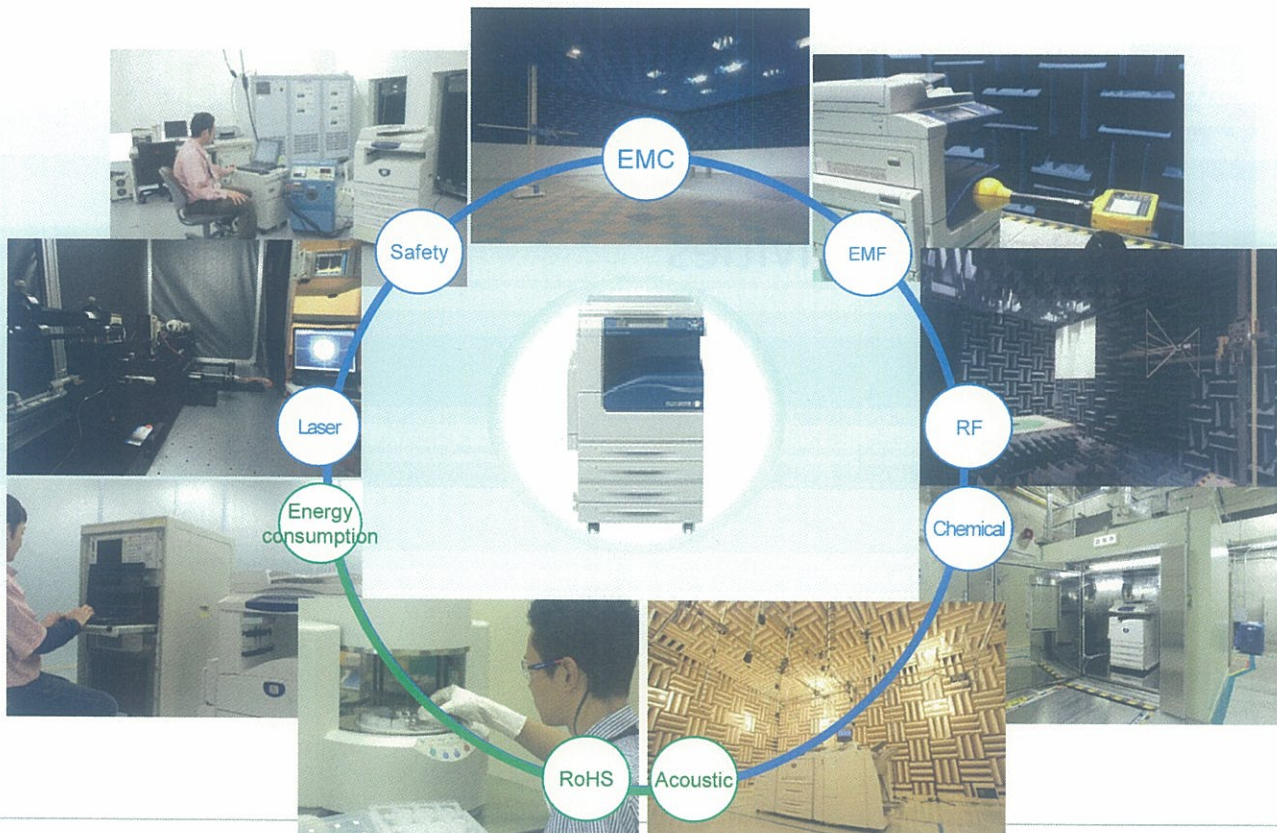 EMC
Safety
EMF
Laser
RF
Energy
consumption
Chemical
RoHS
Acoustic